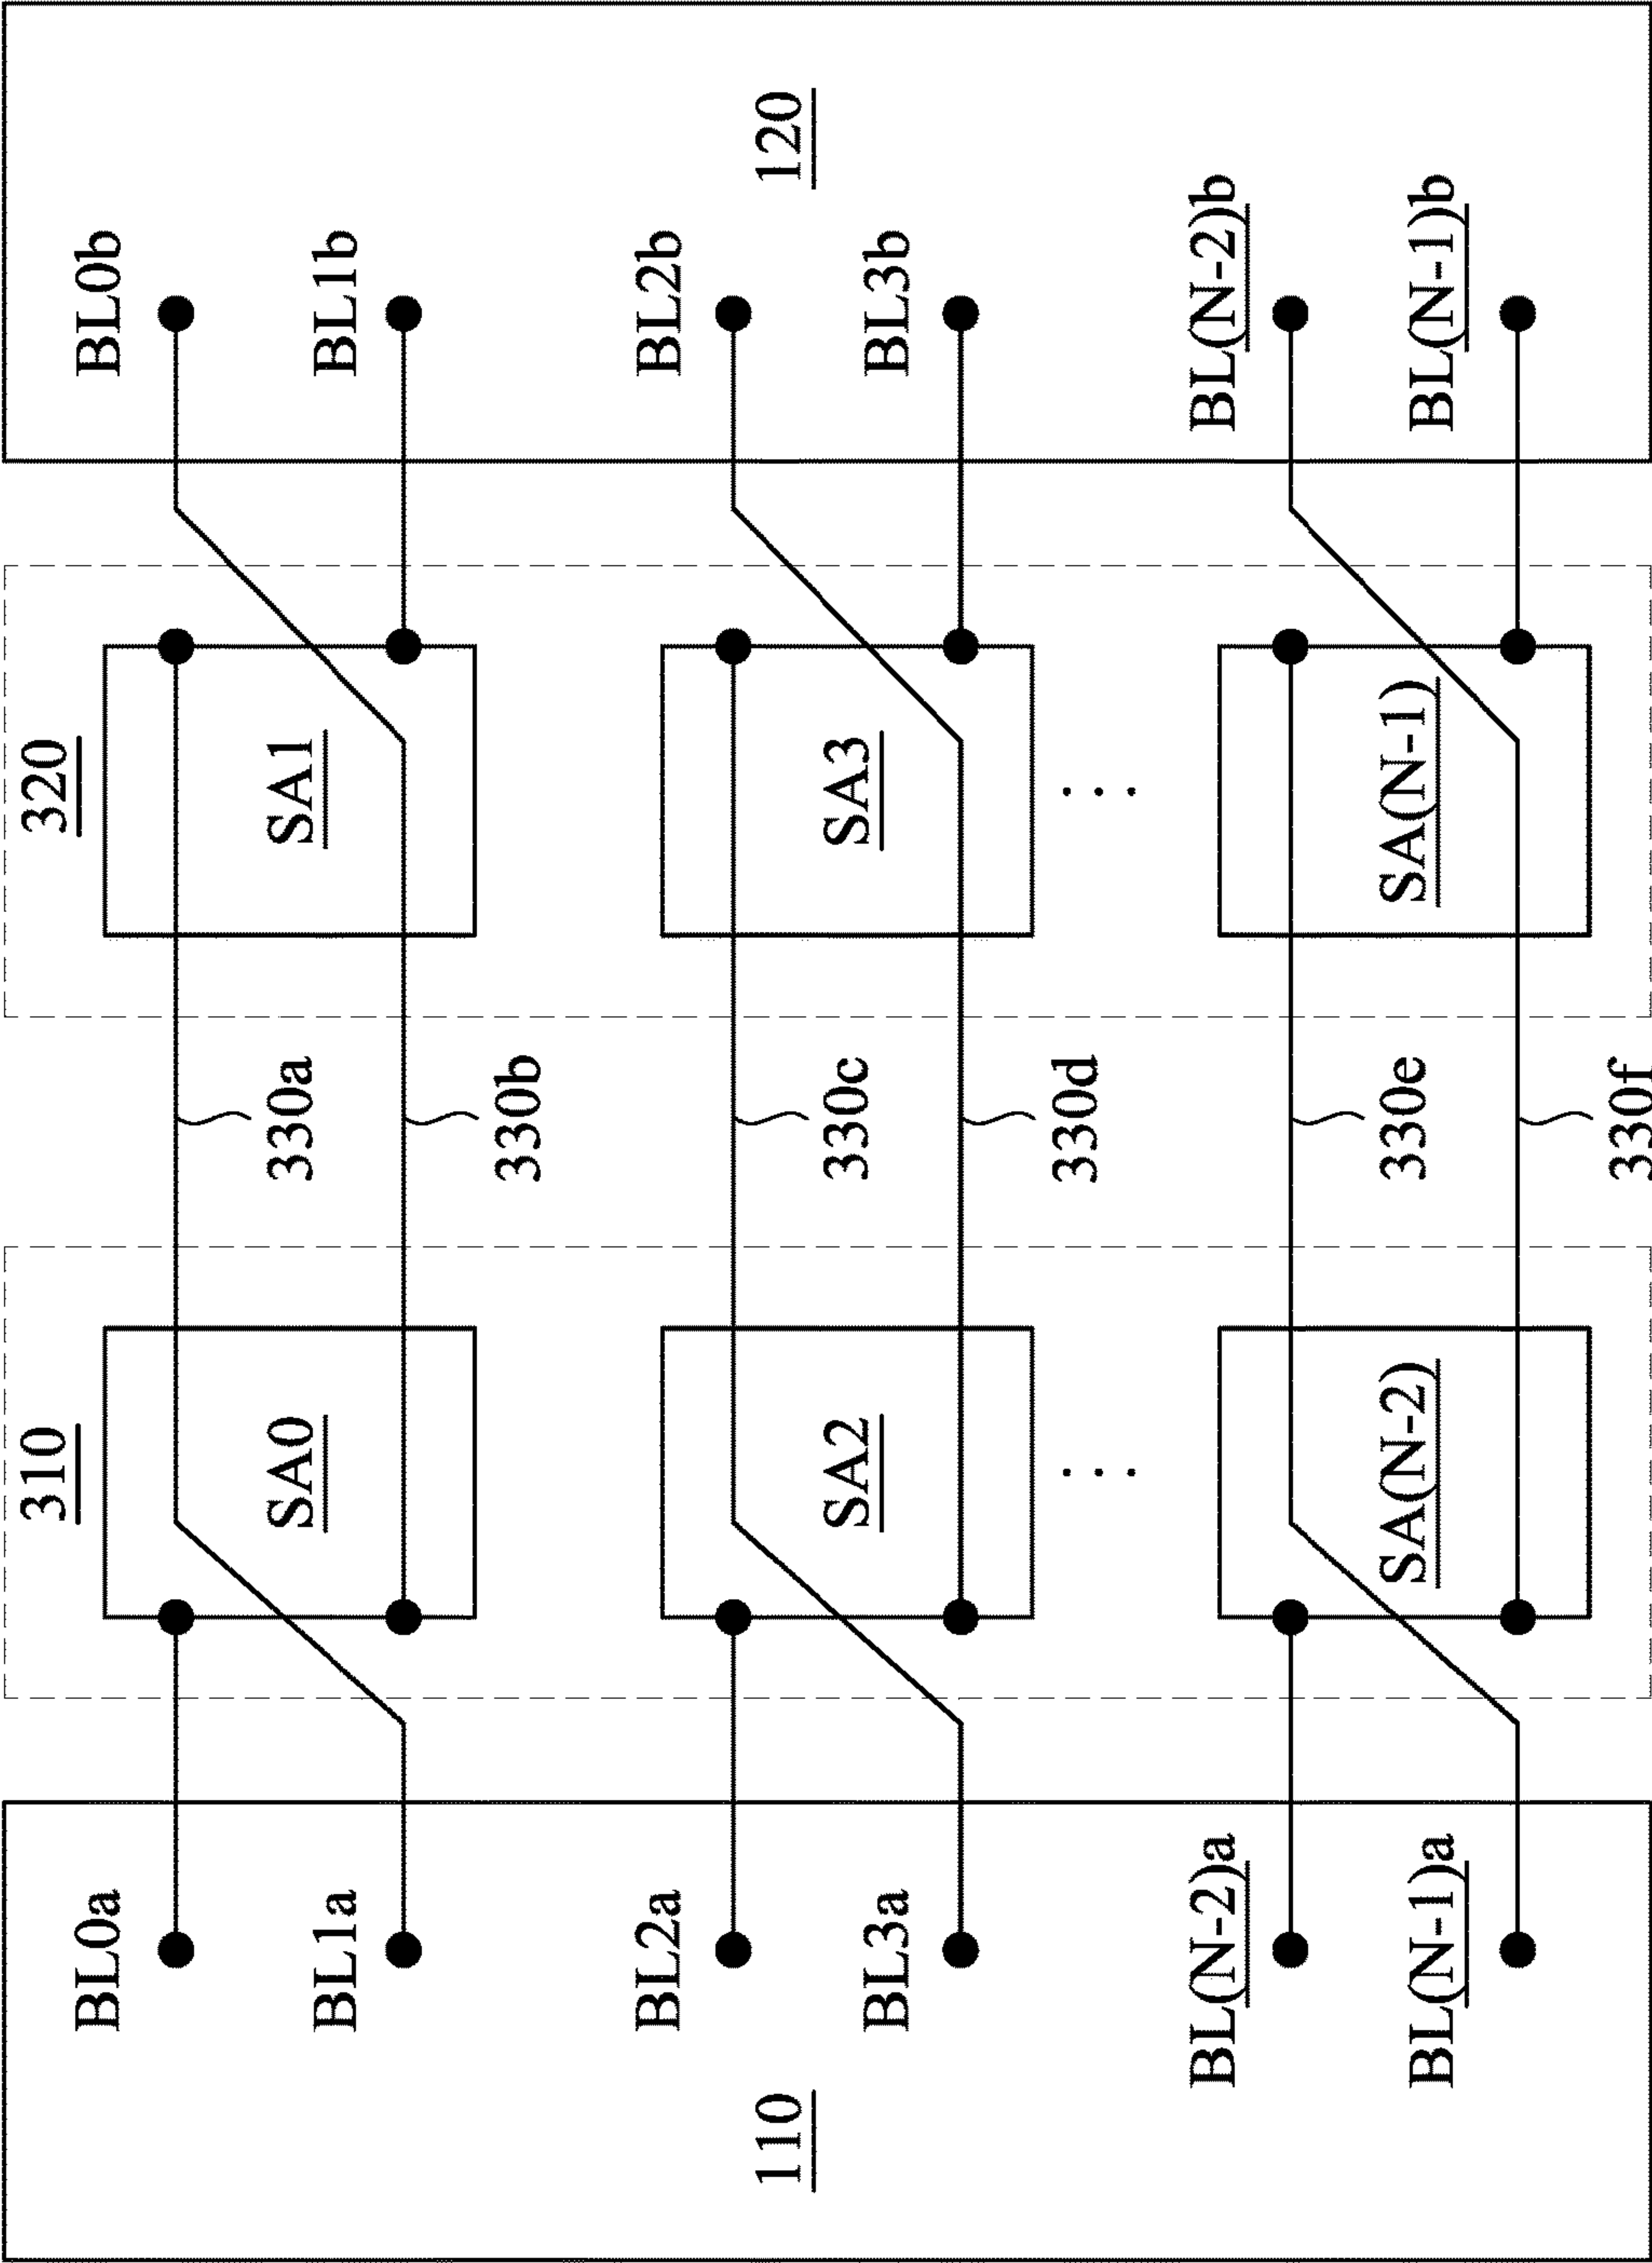 310
320
BL0a
BL0b
SA0
330a
SA1
BL1a
BL1b
330b
BL2a
BL2b
110
120
SA2
330c
SA3
BL3a
BL3b
330d
...
...
BL(N-2)a
BL(N-2)b
SA(N-2)
330e
SA(N-1)
BL(N-1)a
BL(N-1)b
330f